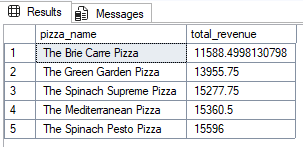 Results Messages
pizza_name total_revenue
1 The Brie Carre Pizza 11588.4998130798
2 The Green Garden Pizza 13955.75
3 The Spinach Supreme Pizza 15277.75
4 The Mediterranean Pizza 15360.5
5 The Spinach Pesto Pizza 15596